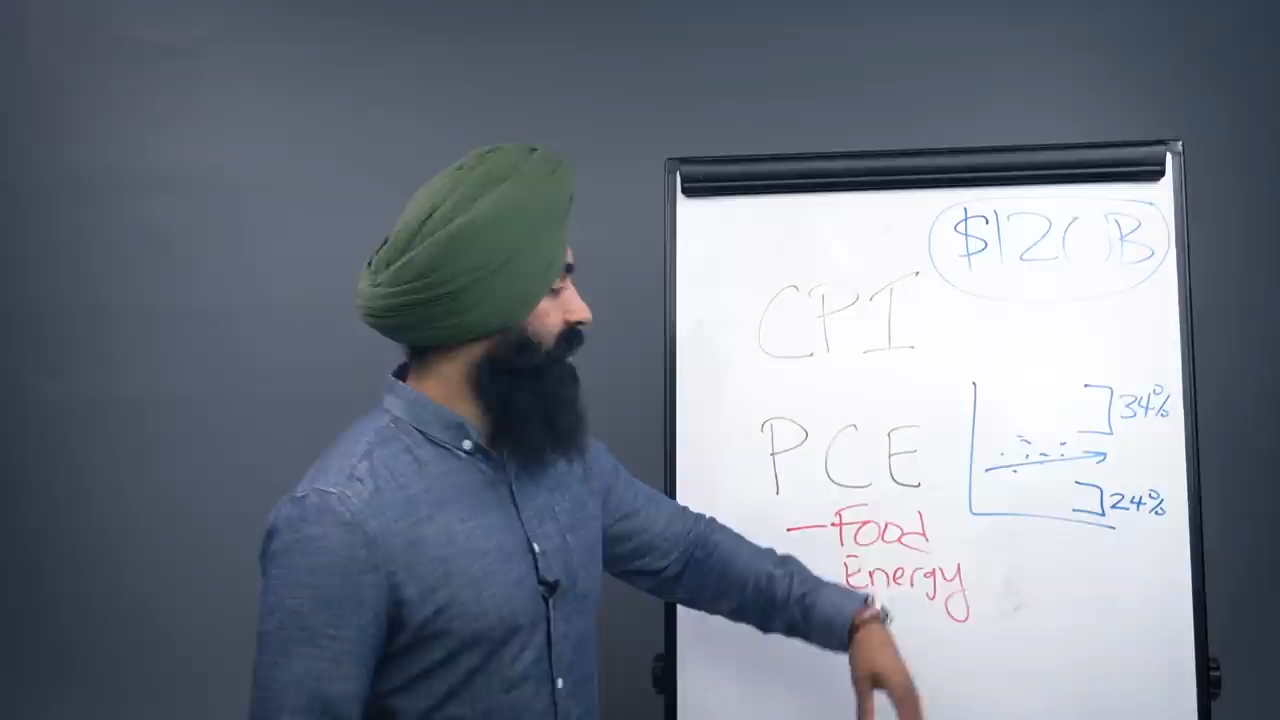 $120B
CPI
PCE
34%
24%
— Food
Energy